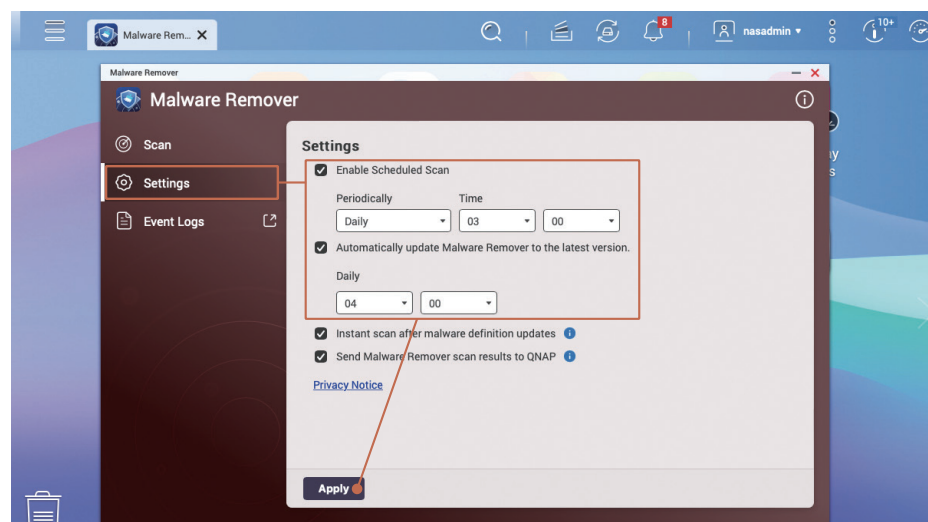 Malware Rem... X
8
nasadmin
10+
Malware Remover
Malware Remover
Scan
Settings
Event Logs
Settings
Enable Scheduled Scan
Periodically Time
Daily 03 00
Automatically update Malware Remover to the latest version.
Daily
04 00
Instant scan after malware definition updates
Send Malware Remover scan results to QNAP
Privacy Notice
Apply
y
s